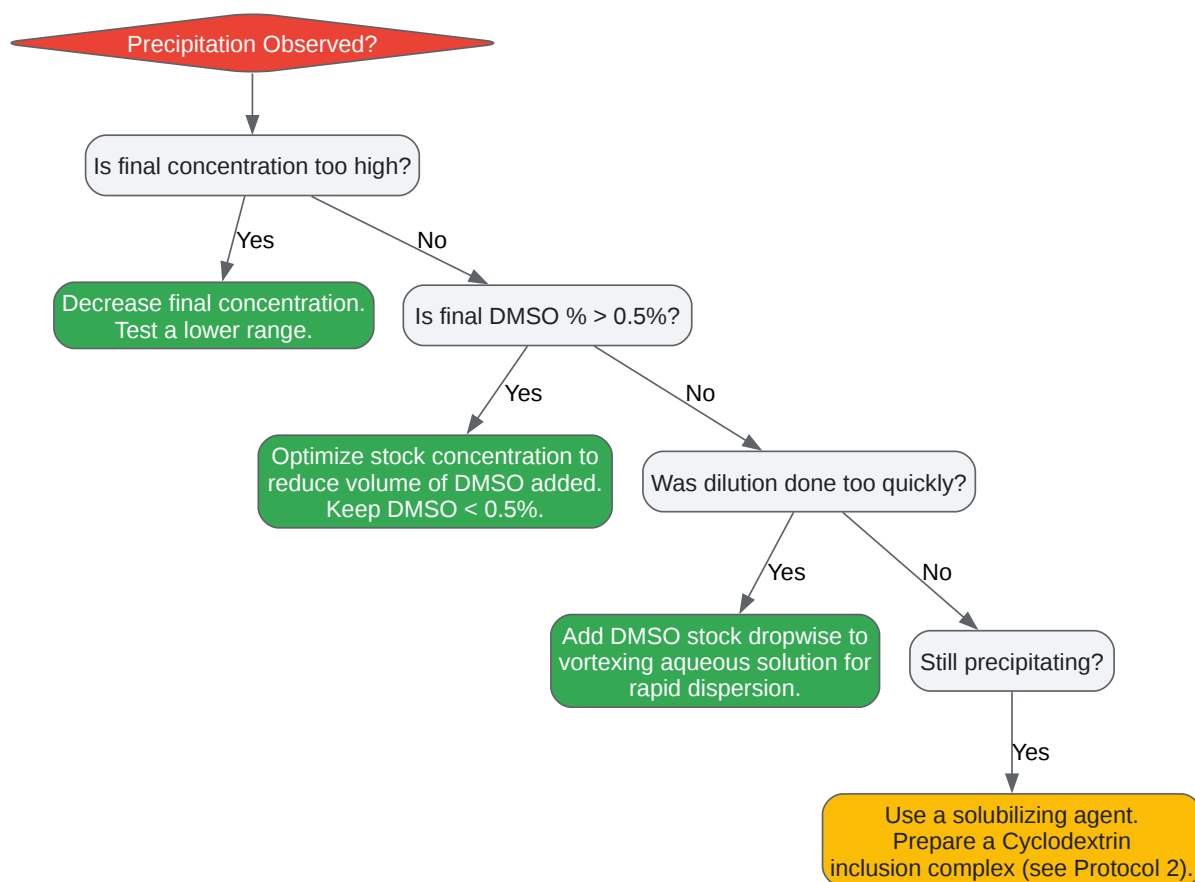 Precipitation Observed?
Is final concentration too high?
Yes
No
Decrease final concentration.
Test a lower range.
Is final DMSO % > 0.5%?
Yes
No
Optimize stock concentration to
reduce volume of DMSO added.
Keep DMSO < 0.5%.
Was dilution done too quickly?
Yes
No
Add DMSO stock dropwise to
vortexing aqueous solution for
rapid dispersion.
Still precipitating?
Yes
Use a solubilizing agent.
Prepare a Cyclodextrin
inclusion complex (see Protocol 2).